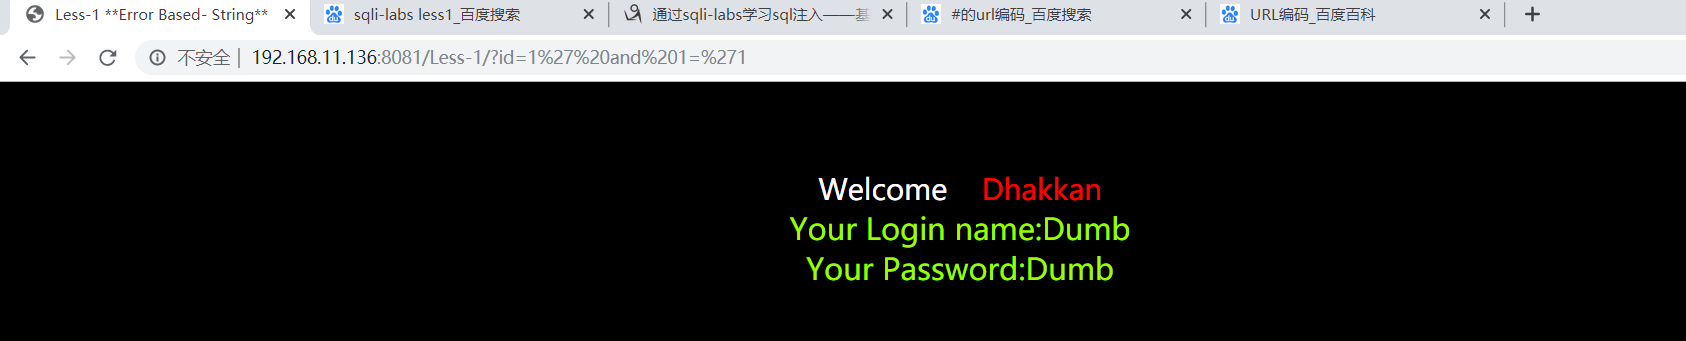 Less-1 **Error Based- String**
sqli-labs less1_百度搜索
通过sqli-labs学习sql注入——基
#的url编码_百度搜索
URL编码_百度百科
不安全 | 192.168.11.136:8081/Less-1/?id=1%27%20and%201=%271
Welcome Dhakkan
Your Login name:Dumb
Your Password:Dumb